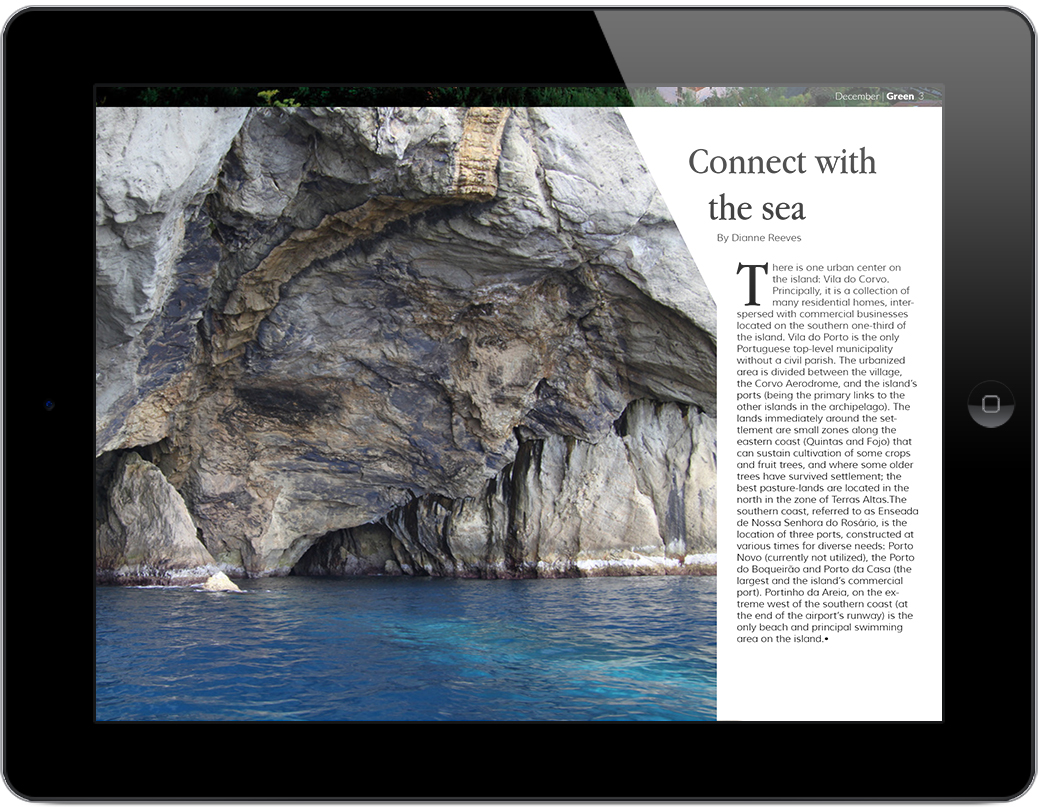 December | Green 3
Connect with
the sea
By Dianne Reeves
There is one urban center on
the island: Vila do Corvo.
Principally, it is a collection of
many residential homes, inter-
spersed with commercial businesses
located on the southern one-third of
the island. Vila do Porto is the only
Portuguese top-level municipality
without a civil parish. The urbanized
area is divided between the village,
the Corvo Aerodrome, and the island's
ports (being the primary links to the
other islands in the archipelago). The
lands immediately around the set-
tlement are small zones along the
eastern coast (Quintas and Fojo) that
can sustain cultivation of some crops
and fruit trees, and where some older
trees have survived settlement; the
best pasture-lands are located in the
north in the zone of Terras Altas.The
southern coast, referred to as Enseada
de Nossa Senhora do Rosário, is the
location of three ports, constructed at
various times for diverse needs: Porto
Novo (currently not utilized), the Porto
do Boqueirão and Porto da Casa (the
largest and the island's commercial
port). Portinho da Areia, on the ex-
treme west of the southern coast (at
the end of the airport's runway) is the
only beach and principal swimming
area on the island.•